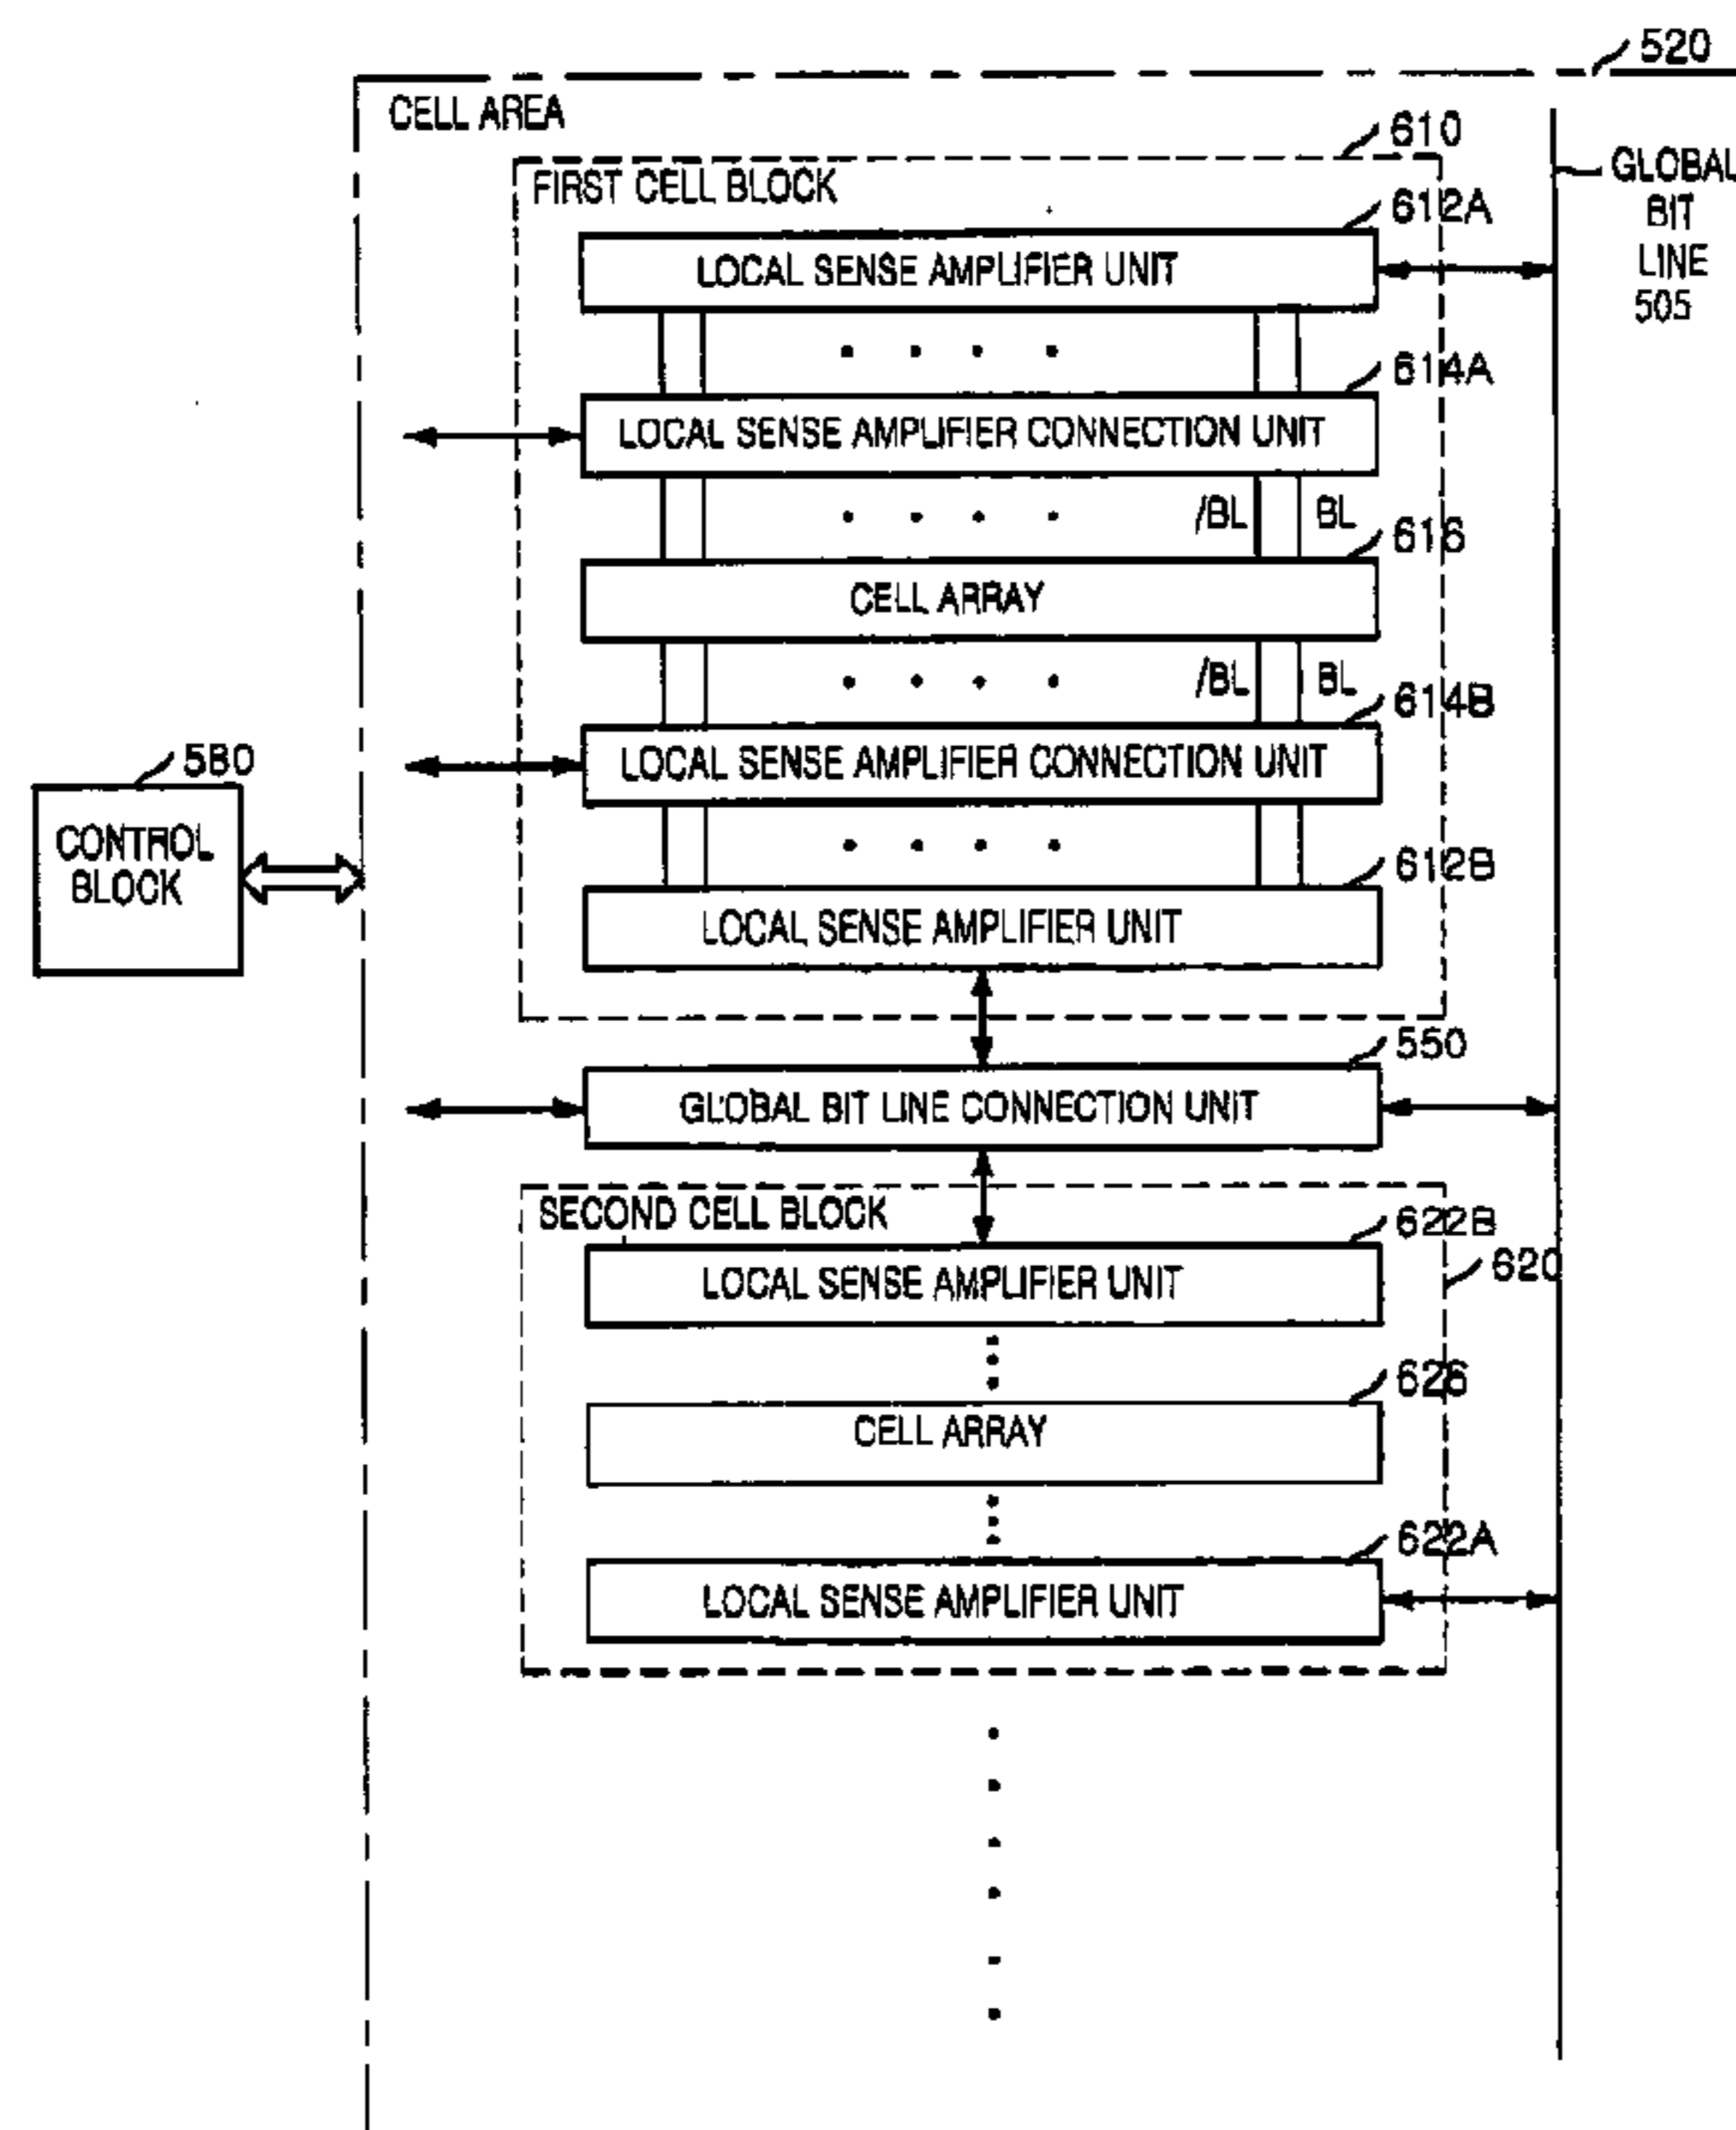 520
CELL AREA
610
FIRST CELL BLOCK
GLOBAL
BIT
LINE
505
612A
LOCAL SENSE AMPLIFIER UNIT
614A
LOCAL SENSE AMPLIFIER CONNECTION UNIT
/BL BL
616
CELL ARRAY
/BL BL
614B
LOCAL SENSE AMPLIFIER CONNECTION UNIT
580
CONTROL
BLOCK
612B
LOCAL SENSE AMPLIFIER UNIT
550
GLOBAL BIT LINE CONNECTION UNIT
SECOND CELL BLOCK
622B
620
LOCAL SENSE AMPLIFIER UNIT
626
CELL ARRAY
622A
LOCAL SENSE AMPLIFIER UNIT